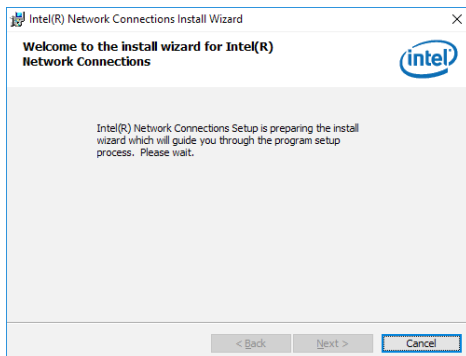 Intel(R) Network Connections Install Wizard
Welcome to the install wizard for Intel(R)
Network Connections
intel
Intel(R) Network Connections Setup is preparing the install
wizard which will guide you through the program setup
process. Please wait.
< Back Next > Cancel